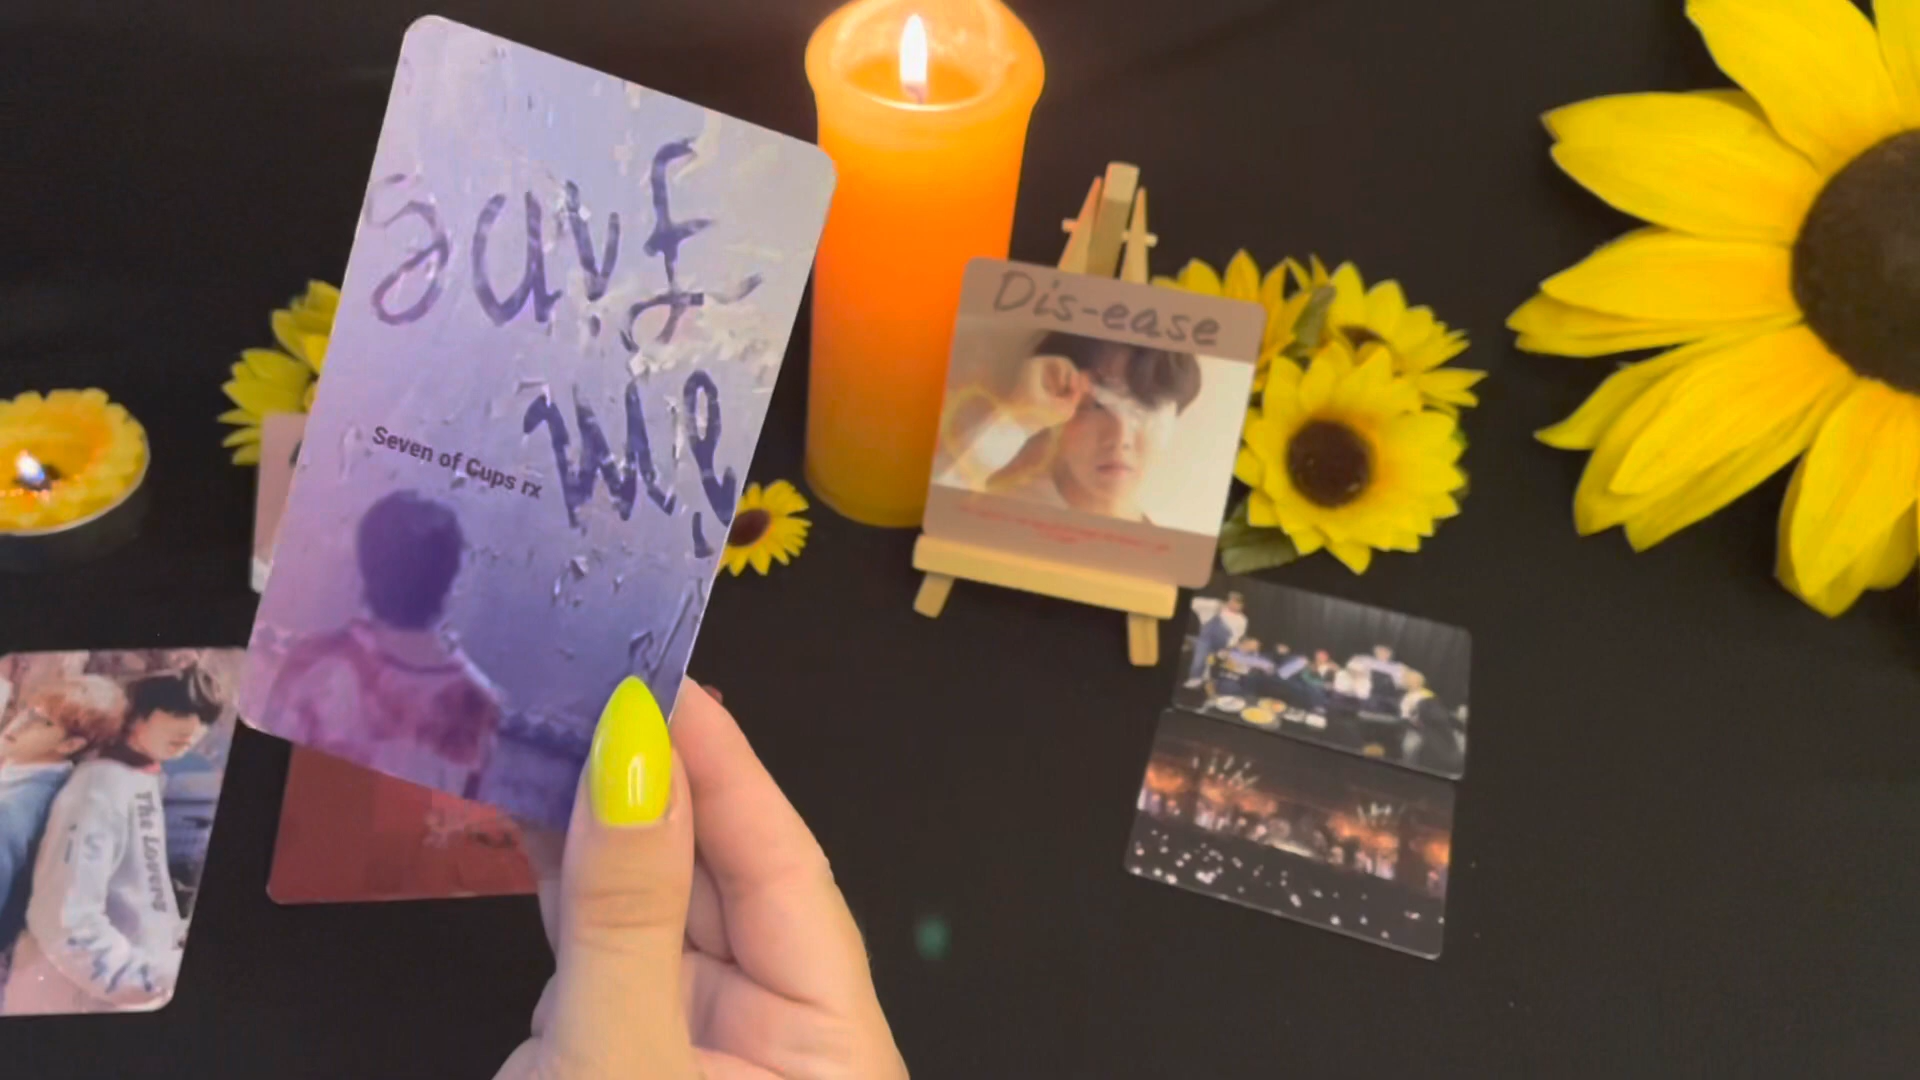 save
me
Seven of Cups rx
Dis-ease
The Lovers